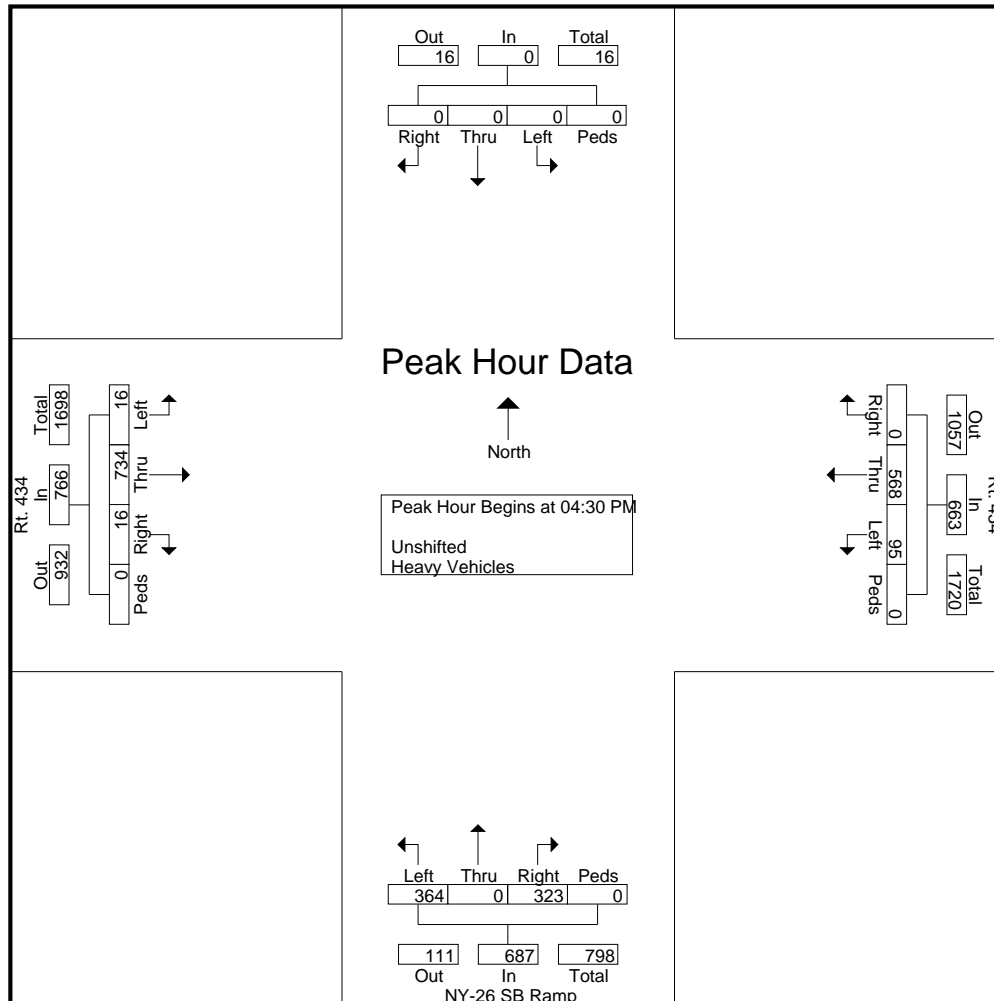 Out In Total
16 0 16
0 0 0 0
Right Thru Left Peds
Peak Hour Data
North
Peak Hour Begins at 04:30 PM
Unshifted
Heavy Vehicles
Rt. 434
Total In Out
1698 766 932
16 734 16 0
Left Thru Right Peds
Right Thru Left Peds
0 568 95 0
Out In Total
1057 663 1720
Left Thru Right Peds
364 0 323 0
111 687 798
Out In Total
NY-26 SB Ramp